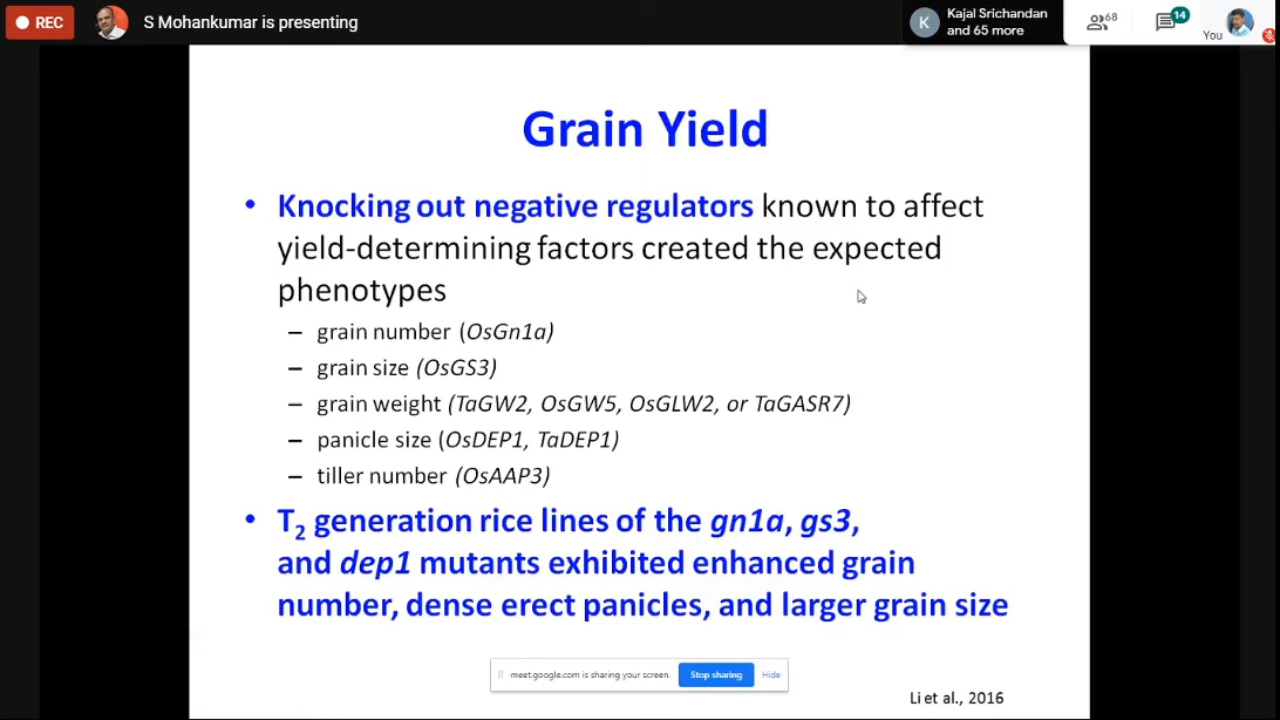 REC
S Mohankumar is presenting
K
Kajal Srichandan
and 65 more
68
14
You
Grain Yield
• Knocking out negative regulators known to affect
yield-determining factors created the expected
phenotypes
– grain number (OsGn1a)
– grain size (OsGS3)
– grain weight (TaGW2, OsGW5, OsGLW2, or TaGASR7)
– panicle size (OsDEP1, TaDEP1)
– tiller number (OsAAP3)
• T2 generation rice lines of the gn1a, gs3,
and dep1 mutants exhibited enhanced grain
number, dense erect panicles, and larger grain size
meet.google.com is sharing your screen. Stop sharing Hide
Li et al., 2016